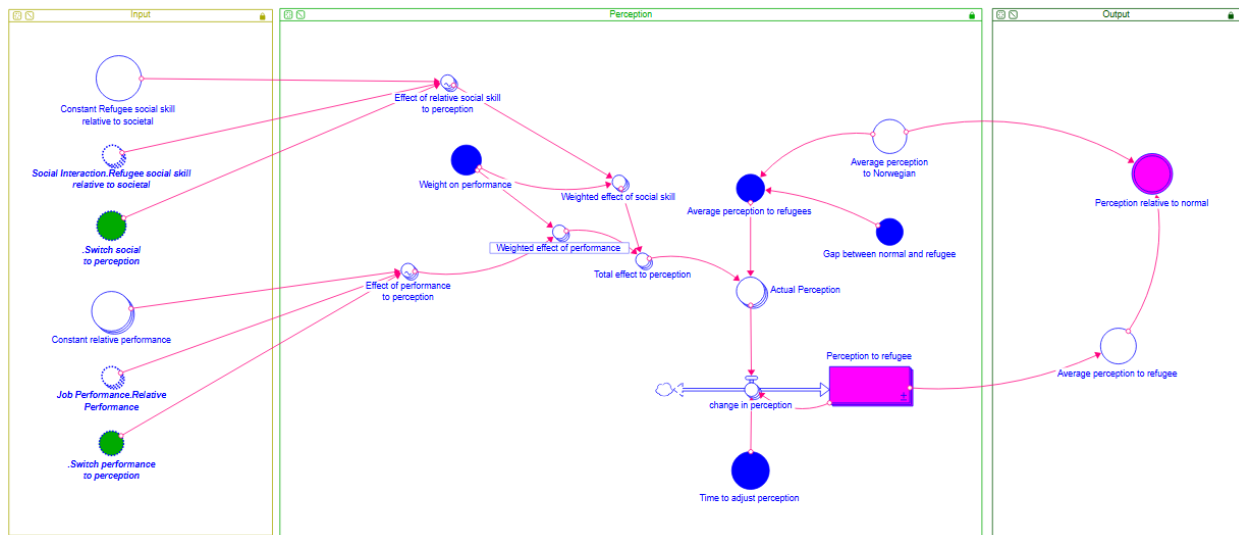 Input
Perception
Output
Constant Refugee social skill
relative to societal
Social Interaction.Refugee social skill
relative to societal
.Switch social
to perception
Constant relative performance
Job Performance.Relative
Performance
.Switch performance
to perception
Effect of relative social skill
to perception
Weight on performance
Weighted effect of social skill
Weighted effect of performance
Effect of performance
to perception
Total effect to perception
Average perception
to Norwegian
Average perception to refugees
Gap between normal and refugee
Actual Perception
Perception to refugee
change in perception
Time to adjust perception
Perception relative to normal
Average perception to refugee